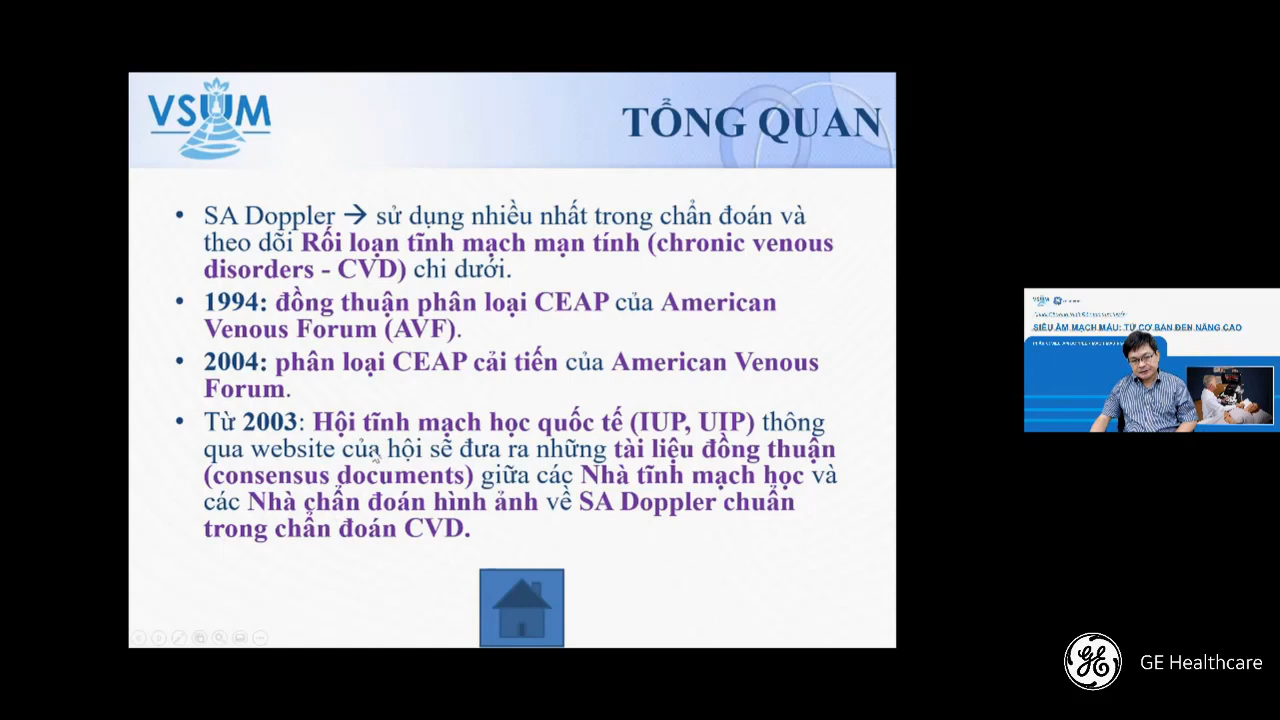 VSUM
TỔNG QUAN
• SA Doppler → sử dụng nhiều nhất trong chẩn đoán và
theo dõi Rối loạn tĩnh mạch mạn tính (chronic venous
disorders - CVD) chi dưới.
• 1994: đồng thuận phân loại CEAP của American
Venous Forum (AVF).
• 2004: phân loại CEAP cải tiến của American Venous
Forum.
• Từ 2003: Hội tĩnh mạch học quốc tế (IUP, UIP) thông
qua website của hội sẽ đưa ra những tài liệu đồng thuận
(consensus documents) giữa các Nhà tĩnh mạch học và
các Nhà chẩn đoán hình ảnh về SA Doppler chuẩn
trong chẩn đoán CVD.
VSUM
SIÊU ÂM MẠCH MÁU: TỪ CƠ BẢN ĐẾN NÂNG CAO
GE Healthcare